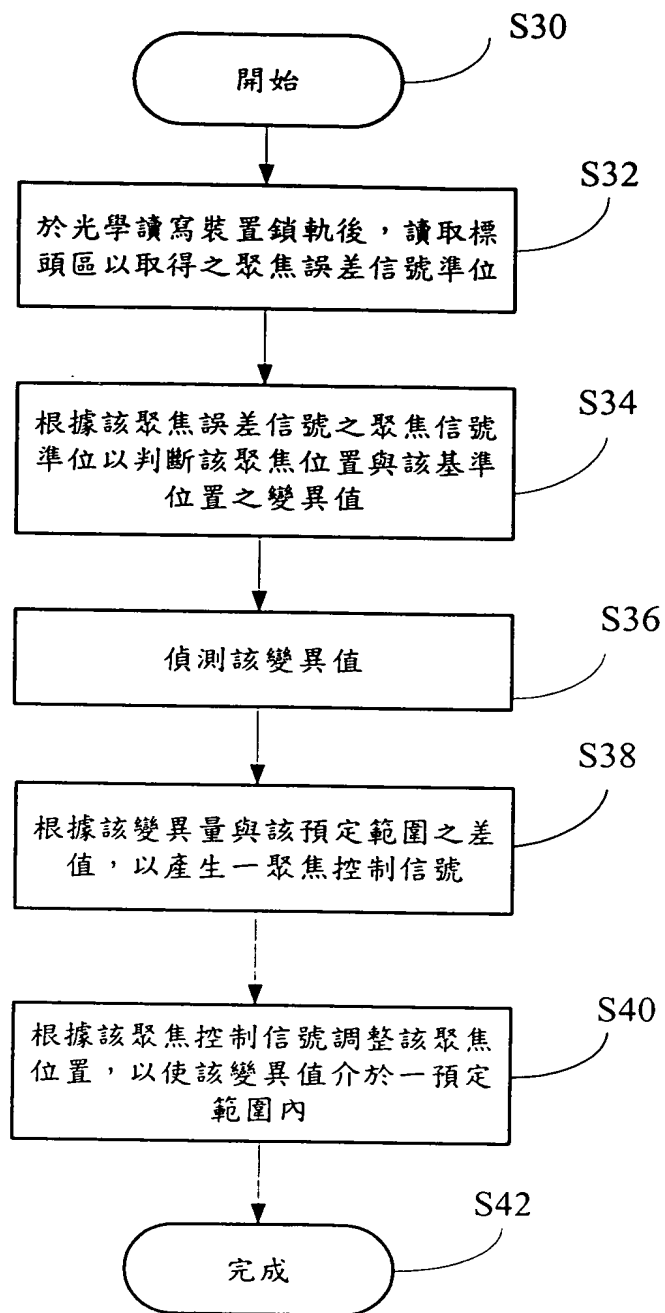 S30
開始
S32
於光學讀寫裝置鎖軌後，讀取標
頭區以取得之聚焦誤差信號準位
S34
根據該聚焦誤差信號之聚焦信號
準位以判斷該聚焦位置與該基準
位置之變異值
S36
偵測該變異值
S38
根據該變異量與該預定範圍之差
值，以產生一聚焦控制信號
S40
根據該聚焦控制信號調整該聚焦
位置，以使該變異值介於一預定
範圍內
S42
完成